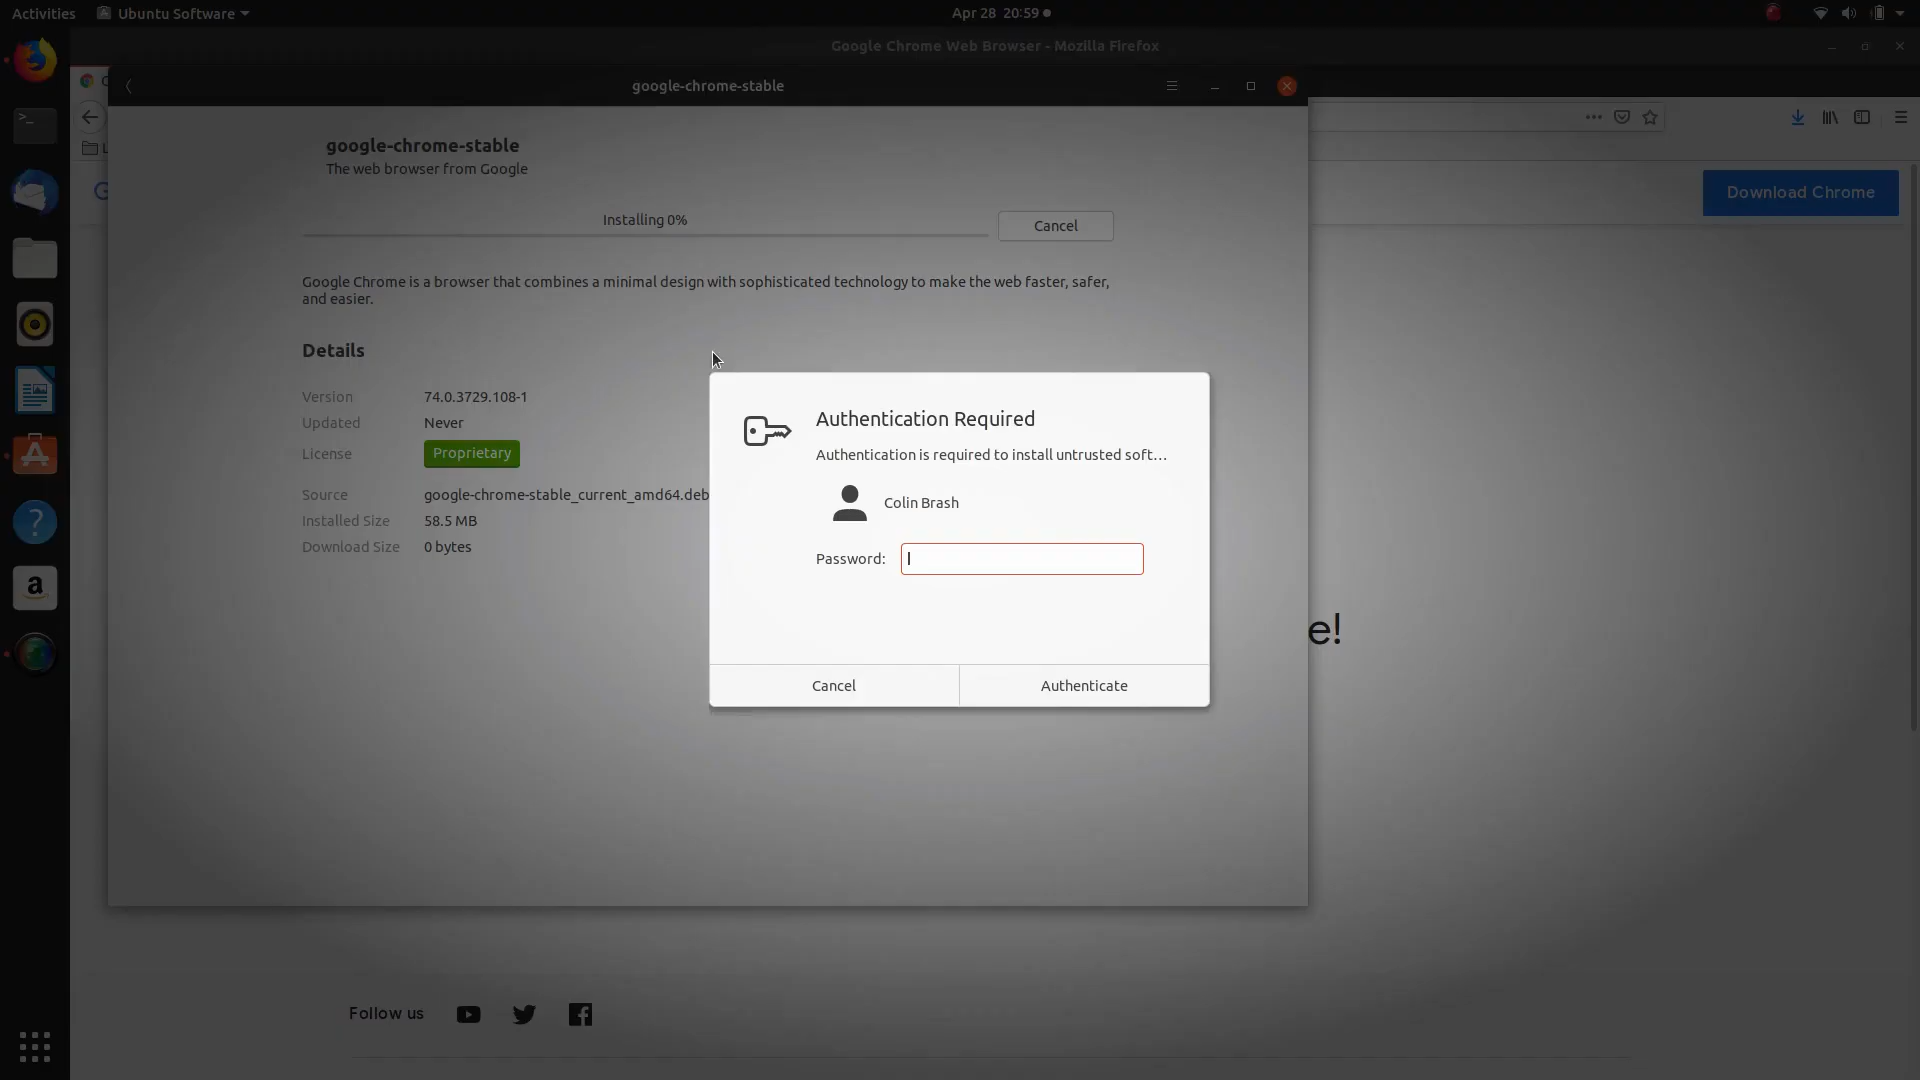 Activities
Ubuntu Software
Apr 28 20:59
Google Chrome Web Browser - Mozilla Firefox
google-chrome-stable
google-chrome-stable
The web browser from Google
Download Chrome
Installing 0%
Cancel
Google Chrome is a browser that combines a minimal design with sophisticated technology to make the web faster, safer,
and easier.
Details
Version 74.0.3729.108-1
Updated Never
License Proprietary
Source google-chrome-stable_current_amd64.deb
Installed Size 58.5 MB
Download Size 0 bytes
Authentication Required
Authentication is required to install untrusted soft…
Colin Brash
Password:
Cancel Authenticate
e!
Follow us